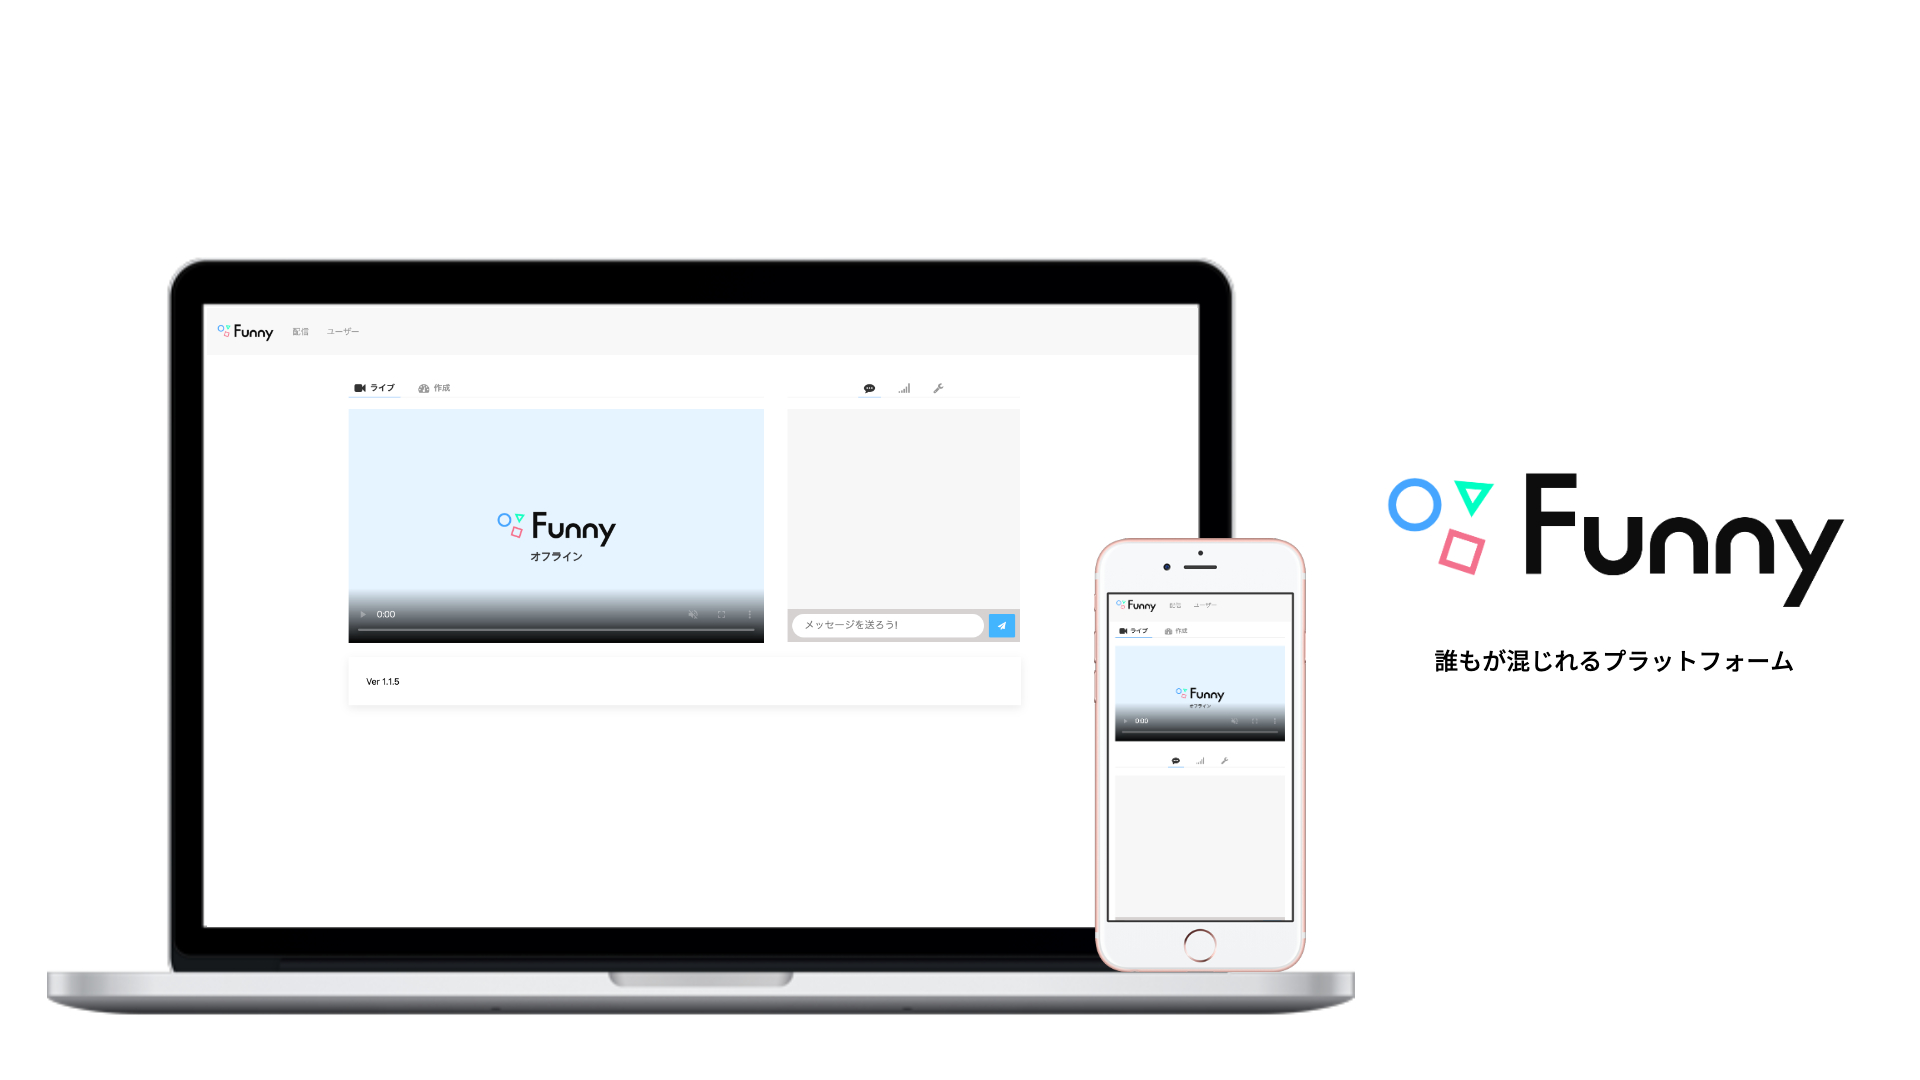 Funny 配信 ユーザー
ライブ 作成
Funny
オフライン
0:00
メッセージを送ろう!
Ver 1.1.5
Funny 配信 ユーザー
ライブ 作成
Funny
オフライン
0:00
Funny
誰もが混じれるプラットフォーム